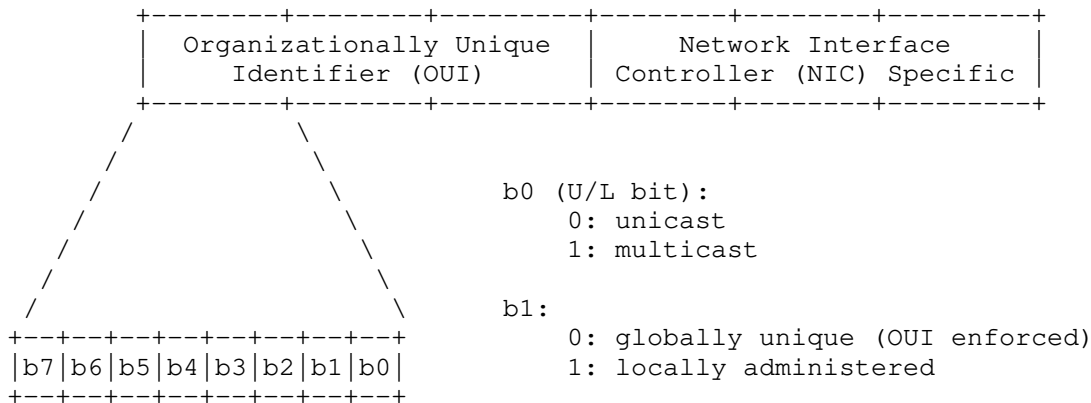 Organizationally Unique
Identifier (OUI)
Network Interface
Controller (NIC) Specific
b0 (U/L bit):
0: unicast
1: multicast
b1:
0: globally unique (OUI enforced)
1: locally administered
|b7|b6|b5|b4|b3|b2|b1|b0|